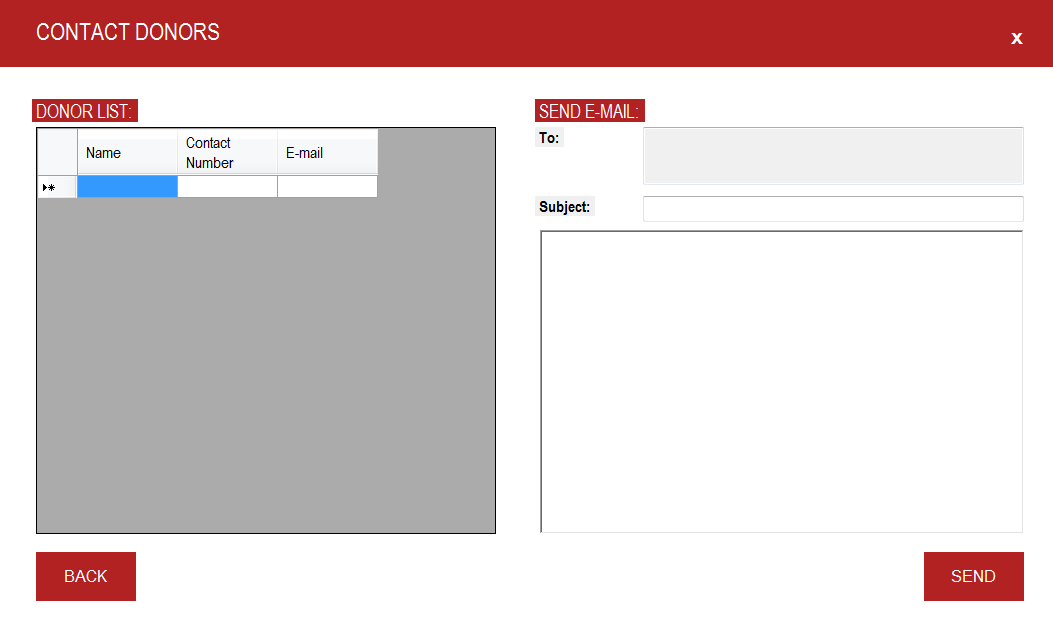 CONTACT DONORS
x
DONOR LIST:
Name
Contact
Number
E-mail
SEND E-MAIL:
To:
Subject:
BACK
SEND